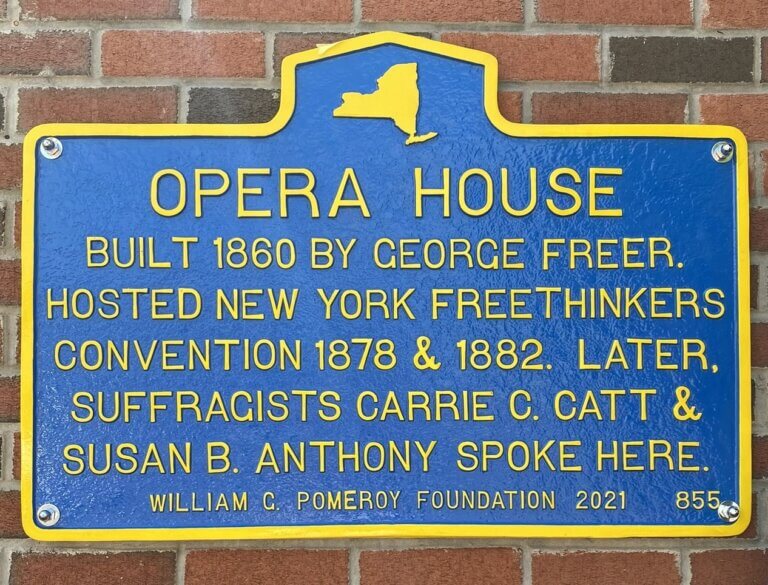 OPERA HOUSE
BUILT 1860 BY GEORGE FREER.
HOSTED NEW YORK FREETHINKERS
CONVENTION 1878 & 1882. LATER,
SUFFRAGISTS CARRIE C. CATT &
SUSAN B. ANTHONY SPOKE HERE.
WILLIAM G. POMEROY FOUNDATION 2021 855